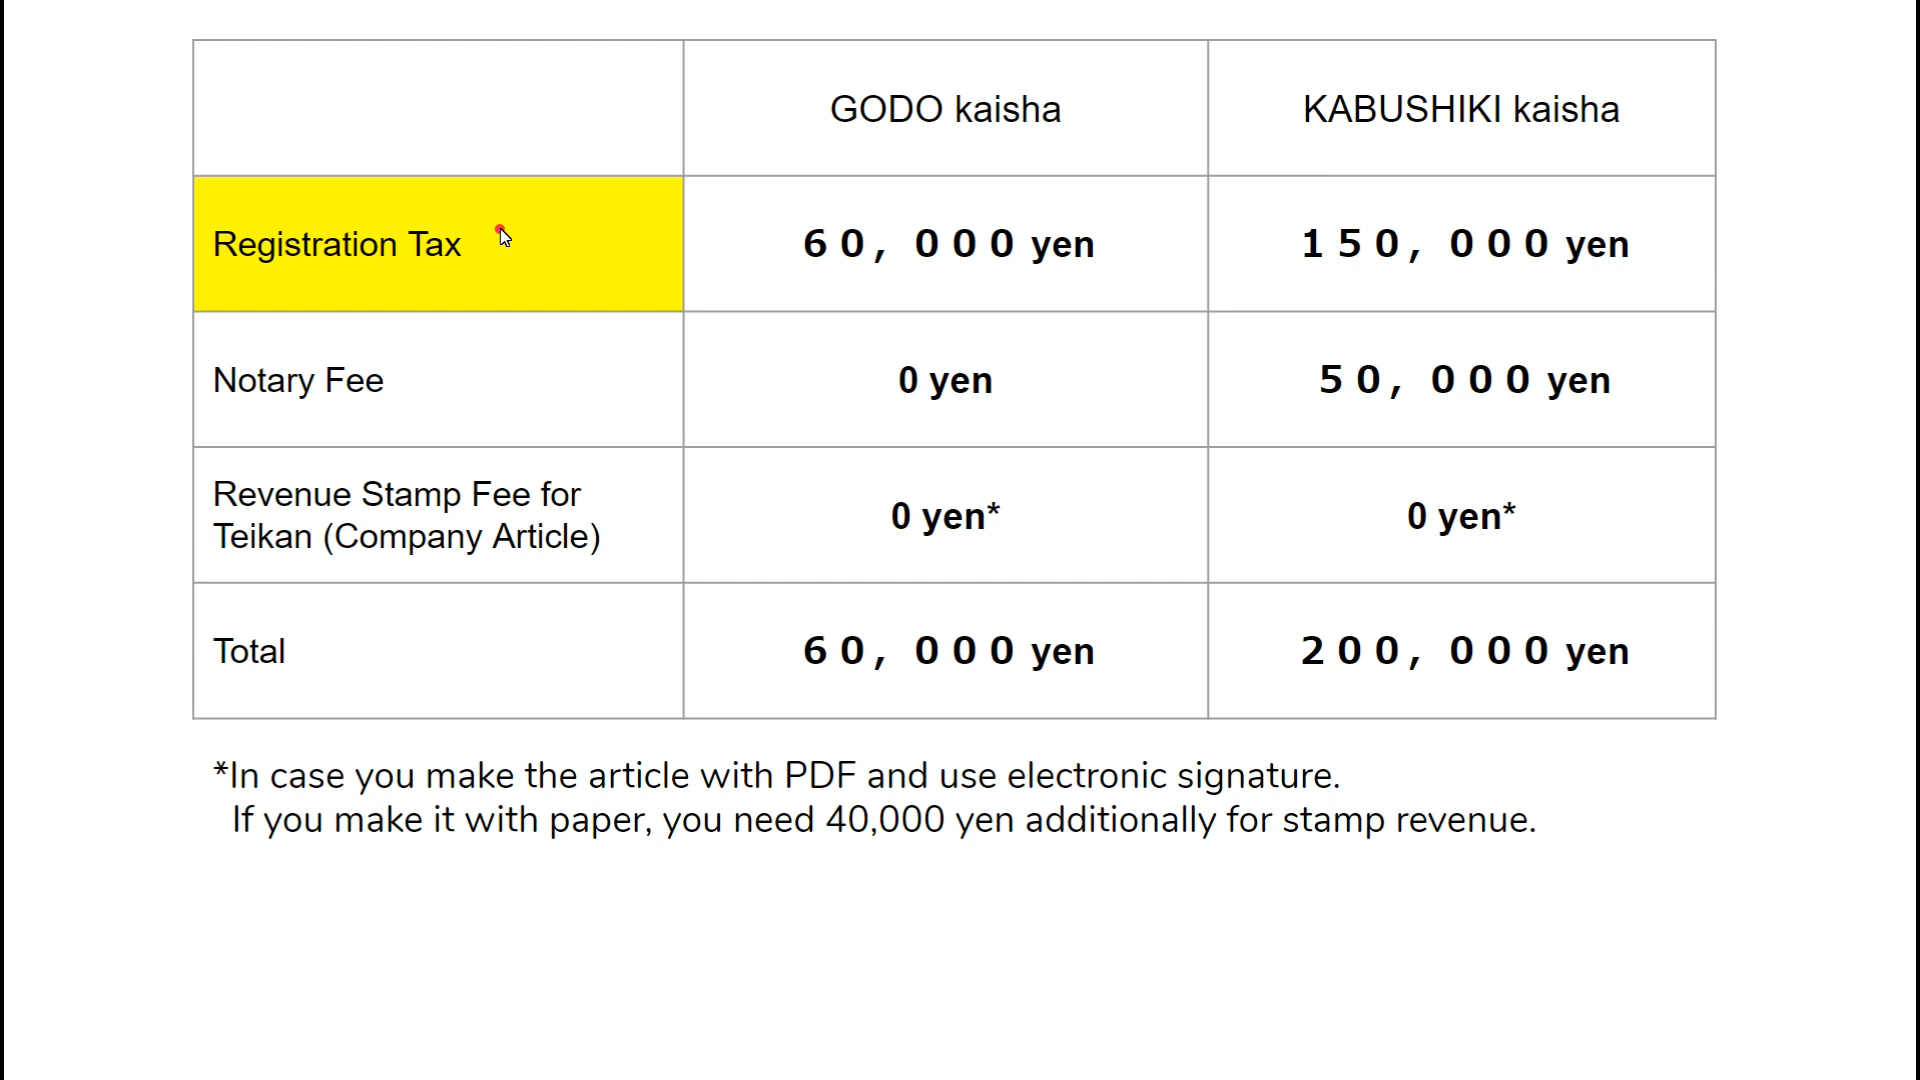 GODO kaisha KABUSHIKI kaisha
Registration Tax 60,000 yen 150,000 yen
Notary Fee 0 yen 50,000 yen
Revenue Stamp Fee for
Teikan (Company Article) 0 yen* 0 yen*
Total 60,000 yen 200,000 yen
*In case you make the article with PDF and use electronic signature.
If you make it with paper, you need 40,000 yen additionally for stamp revenue.